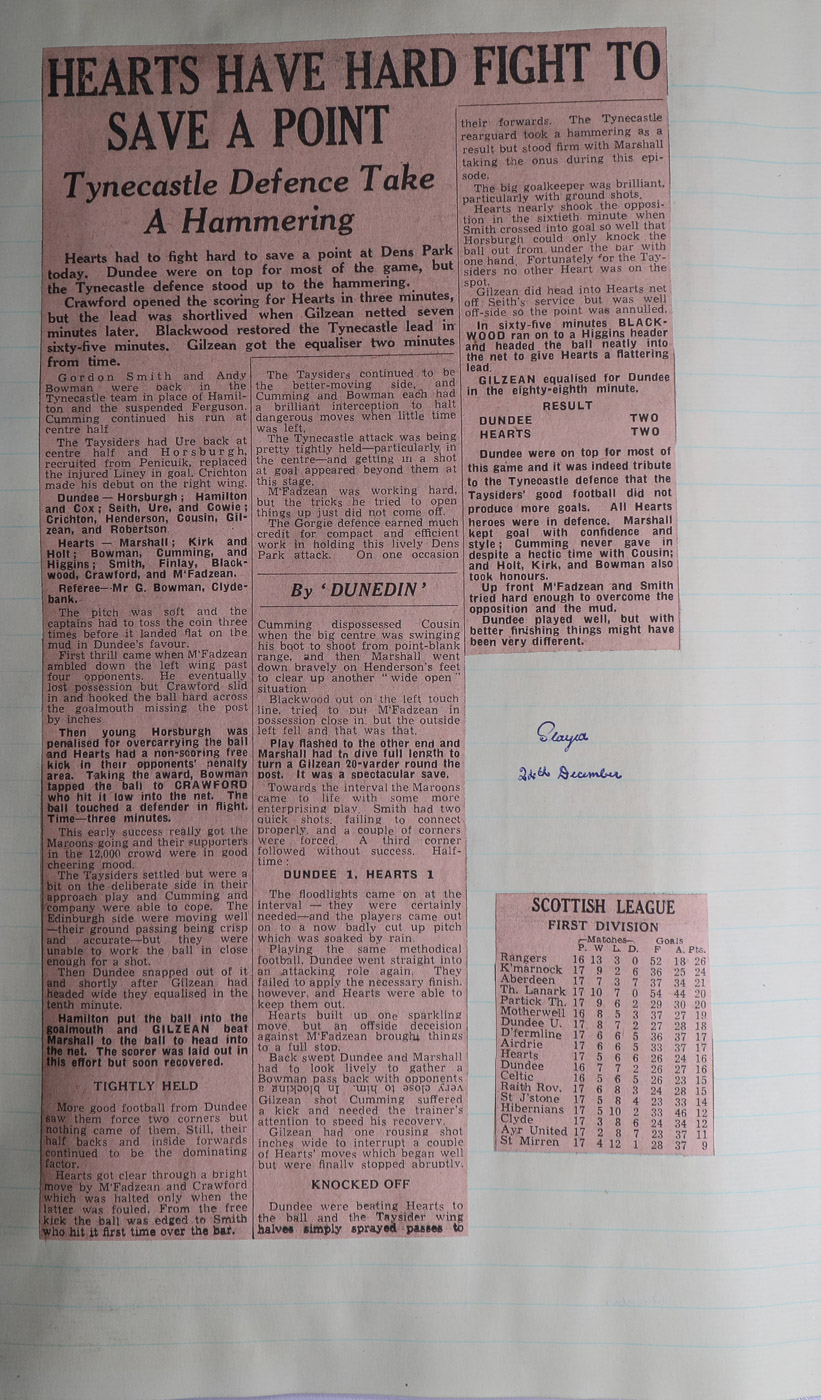 HEARTS HAVE HARD FIGHT TO
SAVE A POINT
Tynecastle Defence Take
A Hammering
Hearts had to fight hard to save a point at Dens Park
today. Dundee were on top for most of the game, but
the Tynecastle defence stood up to the hammering.
Crawford opened the scoring for Hearts in three minutes,
but the lead was shortlived when Gilzean netted seven
minutes later. Blackwood restored the Tynecastle lead in
sixty-five minutes. Gilzean got the equaliser two minutes
from time.
Gordon Smith and Andy
Bowman were back in the
Tynecastle team in place of Hamil-
ton and the suspended Ferguson.
Cumming continued his run at
centre half
The Taysiders had Ure back at
centre half and Horsburgh,
recruited from Penicuik, replaced
the injured Liney in goal. Crichton
made his debut on the right wing.
Dundee — Horsburgh; Hamilton
and Cox; Seith, Ure, and Cowie;
Crichton, Henderson, Cousin, Gil-
zean, and Robertson
Hearts — Marshall; Kirk and
Holt; Bowman, Cumming, and
Higgins; Smith, Finlay, Black-
wood, Crawford, and M'Fadzean.
Referee—Mr G. Bowman, Clyde-
bank.
The pitch was soft and the
captains had to toss the coin three
times before it landed flat on the
mud in Dundee's favour.
First thrill came when M'Fadzean
ambled down the left wing past
four opponents. He eventually
lost possession but Crawford slid
in and hooked the ball hard across
the goalmouth missing the post
by inches
Then young Horsburgh was
penalised for overcarrying the ball
and Hearts had a non-scoring free
kick in their opponents' penalty
area. Taking the award, Bowman
tapped the ball to CRAWFORD
who hit it low into the net. The
ball touched a defender in flight.
Time—three minutes.
This early success really got the
Maroons going and their supporters
in the 12,000 crowd were in good
cheering mood.
The Taysiders settled but were a
bit on the deliberate side in their
approach play and Cumming and
company were able to cope. The
Edinburgh side were moving well
—their ground passing being crisp
and accurate—but they were
unable to work the ball in close
enough for a shot.
Then Dundee snapped out of it
and shortly after Gilzean had
headed wide they equalised in the
tenth minute.
Hamilton put the ball into the
goalmouth and GILZEAN beat
Marshall to the ball to head into
the net. The scorer was laid out in
this effort but soon recovered.
TIGHTLY HELD
More good football from Dundee
saw them force two corners but
nothing came of them. Still, their
half backs and inside forwards
continued to be the dominating
factor.
Hearts got clear through a bright
move by M'Fadzean and Crawford
which was halted only when the
latter was fouled. From the free
kick the ball was edged to Smith
who hit it first time over the bar.
The Taysiders continued to be
the better-moving side, and
Cumming and Bowman each had
a brilliant interception to halt
dangerous moves when little time
was left.
The Tynecastle attack was being
pretty tightly held—particularly in
the centre—and getting in a shot
at goal appeared beyond them at
this stage.
M'Fadzean was working hard,
but the tricks he tried to open
things up just did not come off.
The Gorgie defence earned much
credit for compact and efficient
work in holding this lively Dens
Park attack. On one occasion
By 'DUNEDIN'
Cumming dispossessed Cousin
when the big centre was swinging
his boot to shoot from point-blank
range, and then Marshall went
down bravely on Henderson's feet
to clear up another "wide open"
situation
Blackwood out on the left touch
line, tried to put M'Fadzean in
possession close in, but the outside
left fell and that was that.
Play flashed to the other end and
Marshall had to dive full length to
turn a Gilzean 20-yarder round the
post. It was a spectacular save.
Towards the interval the Maroons
came to life with some more
enterprising play. Smith had two
quick shots, failing to connect
properly, and a couple of corners
were forced. A third corner
followed without success. Half-
time:
DUNDEE 1, HEARTS 1
The floodlights came on at the
interval — they were certainly
needed—and the players came out
on to a now badly cut up pitch
which was soaked by rain.
Playing the same methodical
football, Dundee went straight into
an attacking role again. They
failed to apply the necessary finish,
however, and Hearts were able to
keep them out.
Hearts built up one sparkling
move, but an offside deceision
against M'Fadzean brought things
to a full stop.
Back swept Dundee and Marshall
had to look lively to gather a
Bowman pass back with opponents
very close to him. In blocking a
Gilzean shot Cumming suffered
a kick and needed the trainer's
attention to speed his recovery.
Gilzean had one rousing shot
inches wide to interrupt a couple
of Hearts' moves which began well
but were finally stopped abruptly.
KNOCKED OFF
Dundee were beating Hearts to
the ball and the Taysider wing
halves simply sprayed passes to
their forwards. The Tynecastle
rearguard took a hammering as a
result but stood firm with Marshall
taking the onus during this epi-
sode.
The big goalkeeper was brilliant,
particularly with ground shots.
Hearts nearly shook the opposi-
tion in the sixtieth minute when
Smith crossed into goal so well that
Horsburgh could only knock the
ball out from under the bar with
one hand. Fortunately for the Tay-
siders no other Heart was on the
spot.
Gilzean did head into Hearts net
off Seith's service but was well
off-side so the point was annulled.
In sixty-five minutes BLACK-
WOOD ran on to a Higgins header
and headed the ball neatly into
the net to give Hearts a flattering
lead.
GILZEAN equalised for Dundee
in the eighty-eighth minute.
RESULT
DUNDEE TWO
HEARTS TWO
Dundee were on top for most of
this game and it was indeed tribute
to the Tynecastle defence that the
Taysiders' good football did not
produce more goals. All Hearts
heroes were in defence. Marshall
kept goal with confidence and
style; Cumming never gave in
despite a hectic time with Cousin;
and Holt, Kirk, and Bowman also
took honours.
Up front M'Fadzean and Smith
tried hard enough to overcome the
opposition and the mud.
Dundee played well, but with
better finishing things might have
been very different.
Played
24th December
SCOTTISH LEAGUE
FIRST DIVISION
Matches Goals
P. W. L. D. F A. Pts.
Rangers 16 13 3 0 52 18 26
K'marnock 17 9 2 6 36 25 24
Aberdeen 17 7 3 7 37 34 21
Th. Lanark 17 10 7 0 54 44 20
Partick Th. 17 9 6 2 29 30 20
Motherwell 16 8 5 3 37 27 19
Dundee U. 17 8 7 2 27 28 18
D'fermline 17 6 6 5 36 37 17
Airdrie 17 6 6 5 33 37 17
Hearts 17 5 6 6 26 24 16
Dundee 16 7 7 2 26 27 16
Celtic 16 5 6 5 26 23 15
Raith Rov. 17 6 8 3 24 28 15
St J'stone 17 5 8 4 23 33 14
Hibernians 17 5 10 2 33 46 12
Clyde 17 3 8 6 24 34 12
Ayr United 17 2 8 7 23 37 11
St Mirren 17 4 12 1 28 37 9